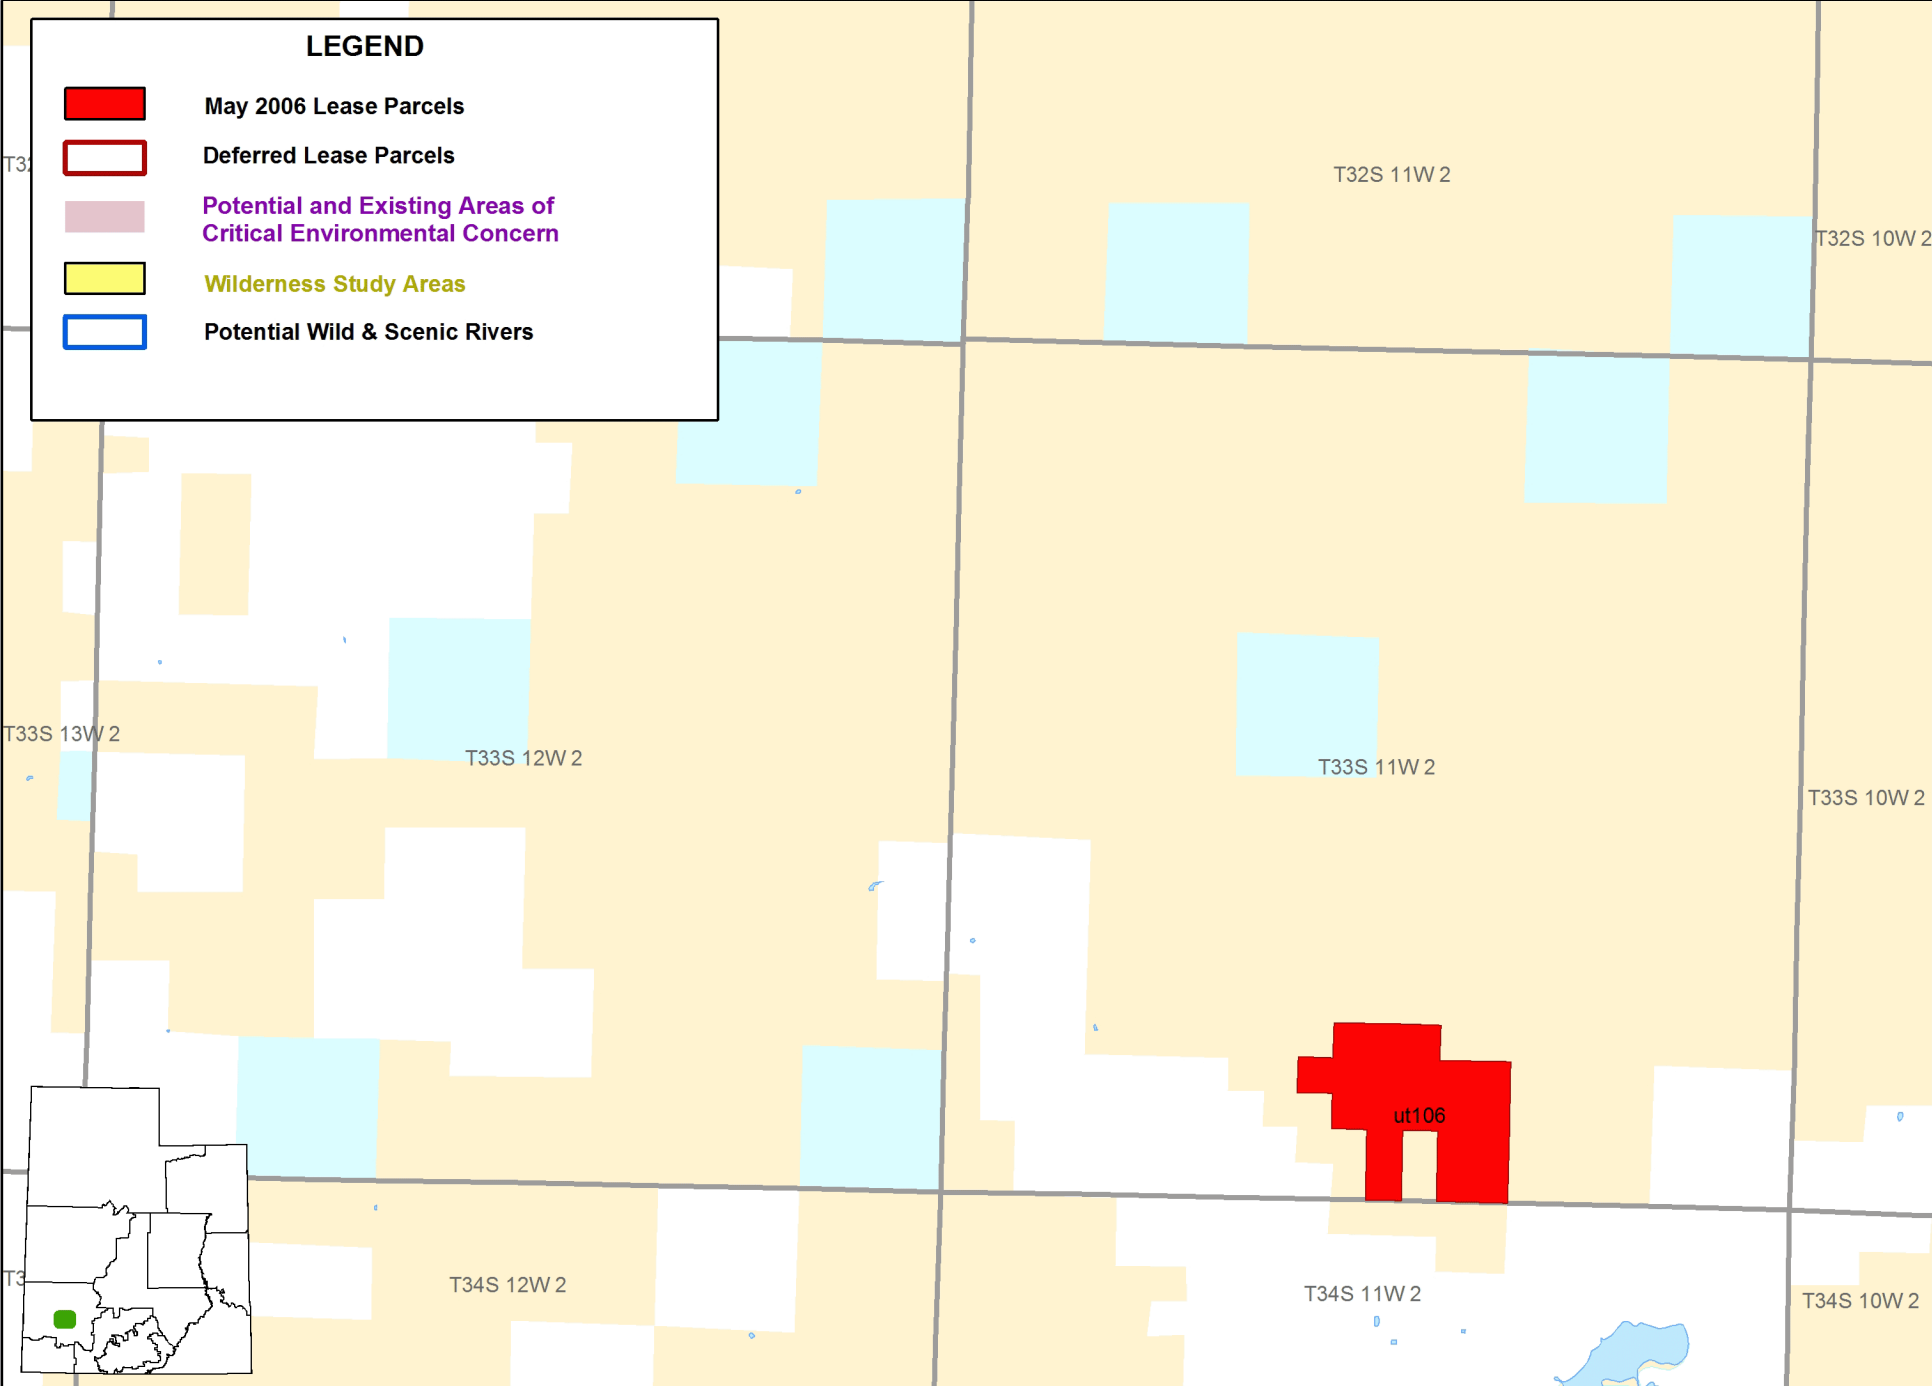 LEGEND
May 2006 Lease Parcels
Deferred Lease Parcels
Potential and Existing Areas of
Critical Environmental Concern
Wilderness Study Areas
Potential Wild & Scenic Rivers
T32
T32S 11W 2
T32S 10W 2
T33S 13W 2
T33S 12W 2
T33S 11W 2
T33S 10W 2
ut106
T3
T34S 12W 2
T34S 11W 2
T34S 10W 2